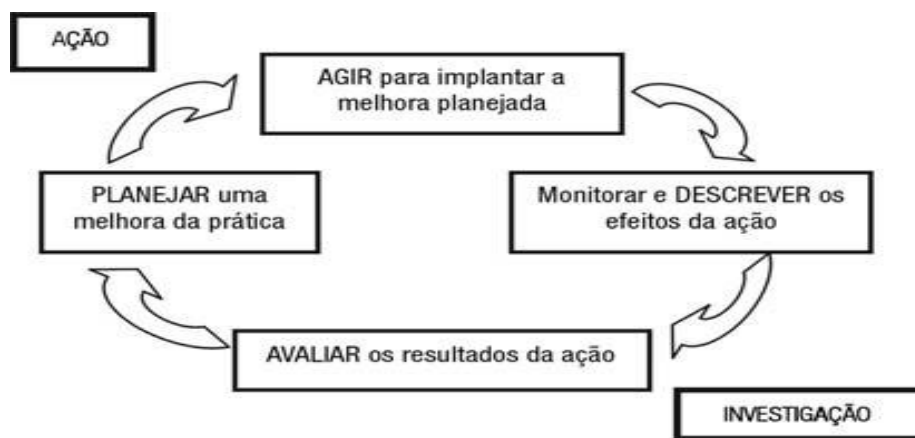 AÇÃO
AGIR para implantar a
melhora planejada
PLANEJAR uma
melhora da prática
Monitorar e DESCREVER os
efeitos da ação
AVALIAR os resultados da ação
INVESTIGAÇÃO